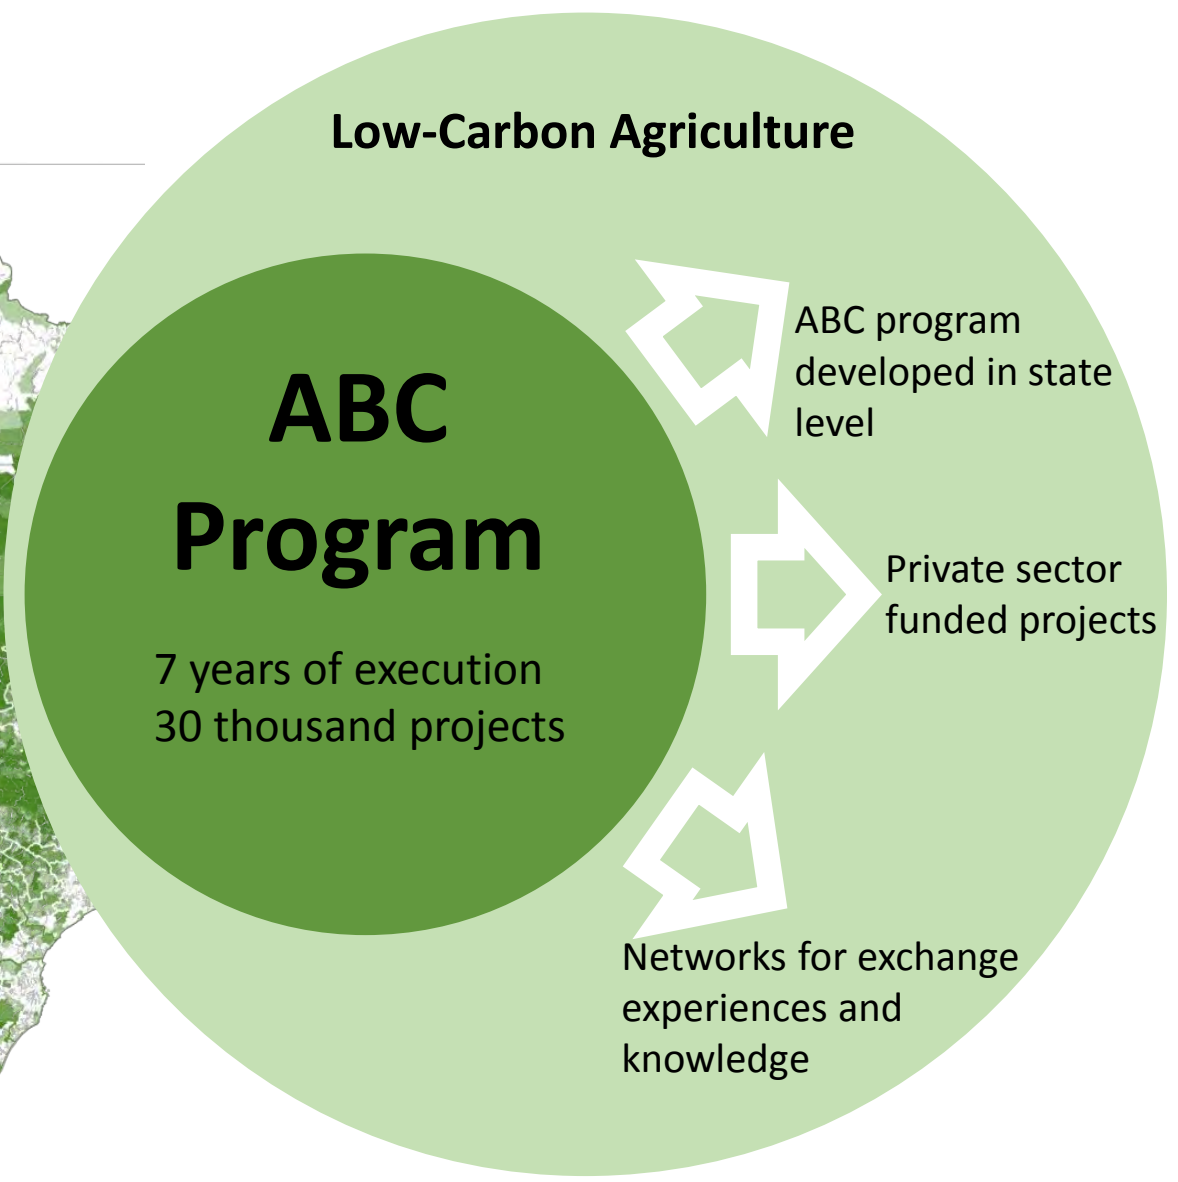 Low-Carbon Agriculture
ABC
Program
7 years of execution
30 thousand projects
ABC program
developed in state
level
Private sector
funded projects
Networks for exchange
experiences and
knowledge